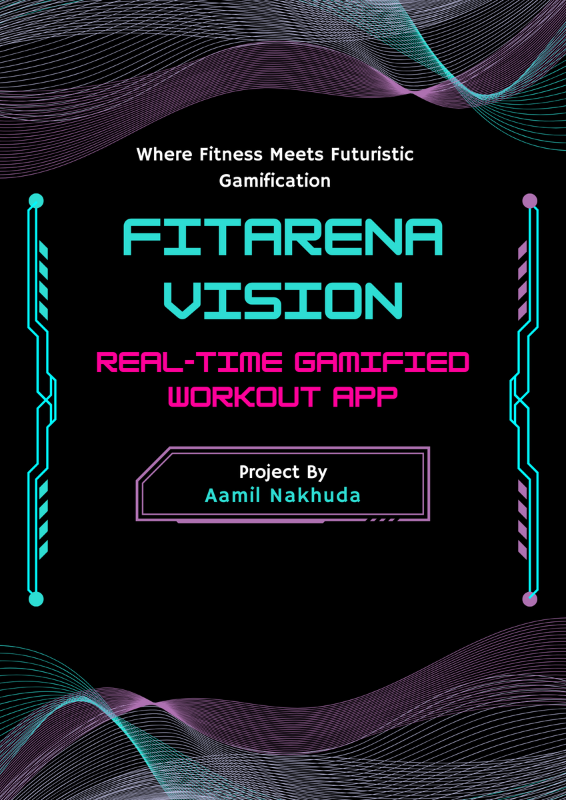 Where Fitness Meets Futuristic
Gamification
FITARENA
VISION
REAL-TIME GAMIFIED
WORKOUT APP
Project By
Aamil Nakhuda